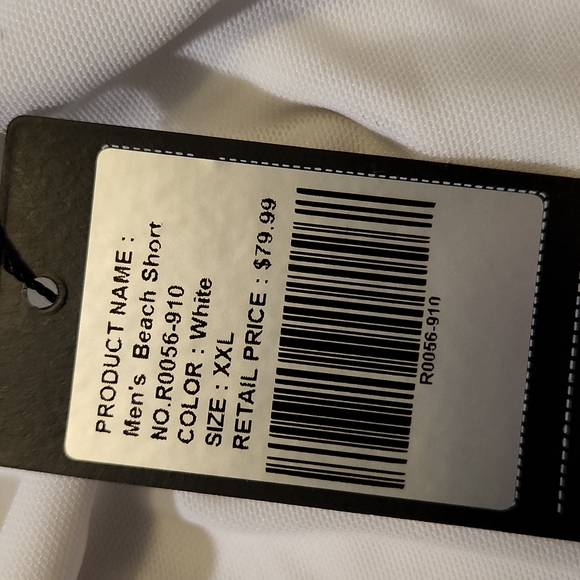 PRODUCT NAME :
Men's Beach Short
NO.R0056-910
COLOR : White
SIZE : XXL
RETAIL PRICE : $79.99
R0056-910